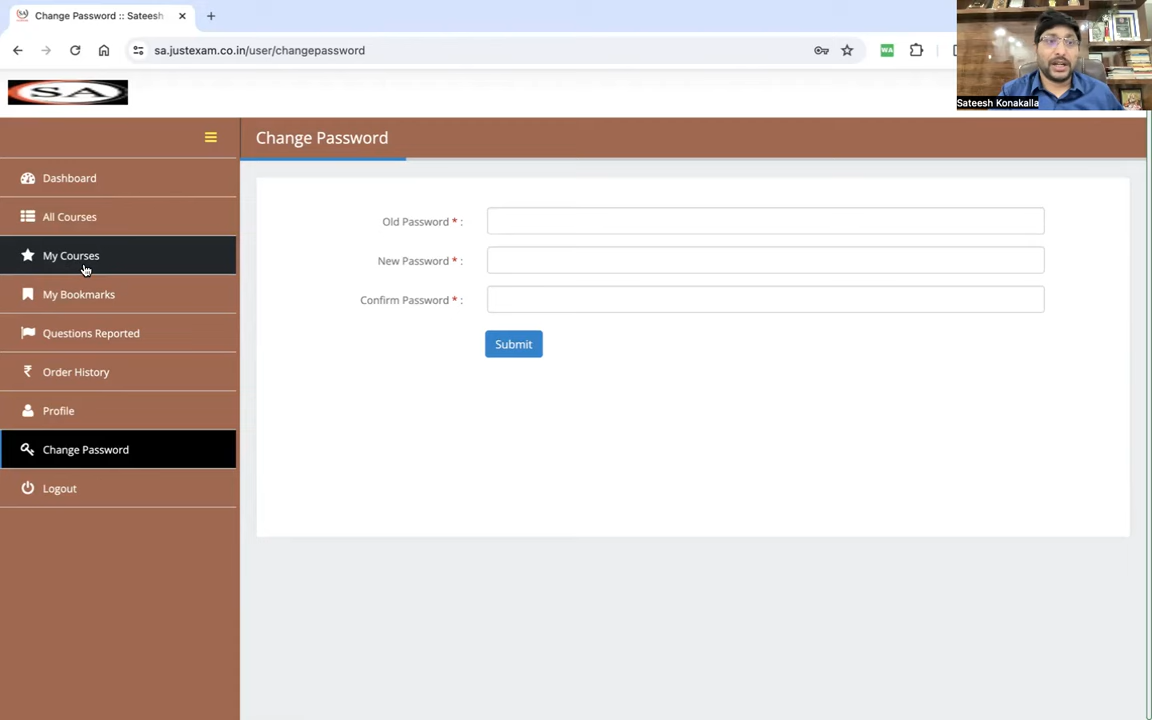 Change Password :: Sateesh
sa.justexam.co.in/user/changepassword
WA
Sateesh Konakalla
SA
Change Password
Dashboard
All Courses
My Courses
My Bookmarks
Questions Reported
Order History
Profile
Change Password
Logout
Old Password * :
New Password * :
Confirm Password * :
Submit